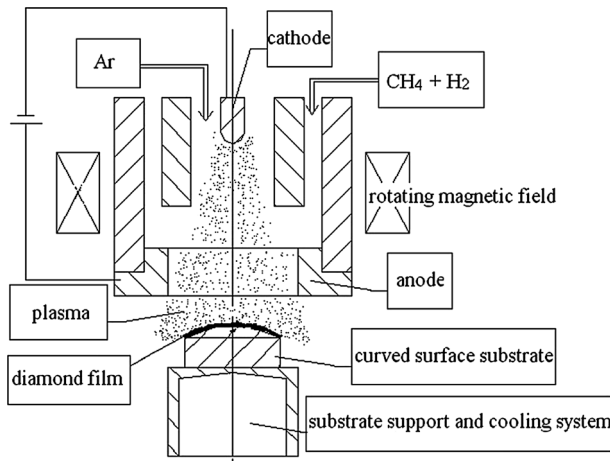 cathode
Ar
CH4 + H2
rotating magnetic field
anode
plasma
curved surface substrate
diamond film
substrate support and cooling system